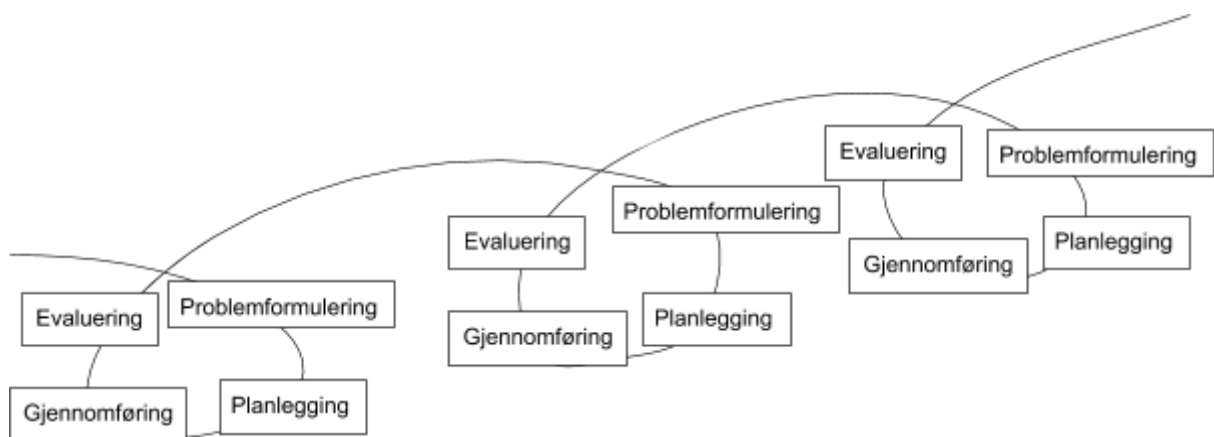 Evaluering
Problemformulering
Gjennomføring
Planlegging
Evaluering
Problemformulering
Gjennomføring
Planlegging
Evaluering
Problemformulering
Gjennomføring
Planlegging